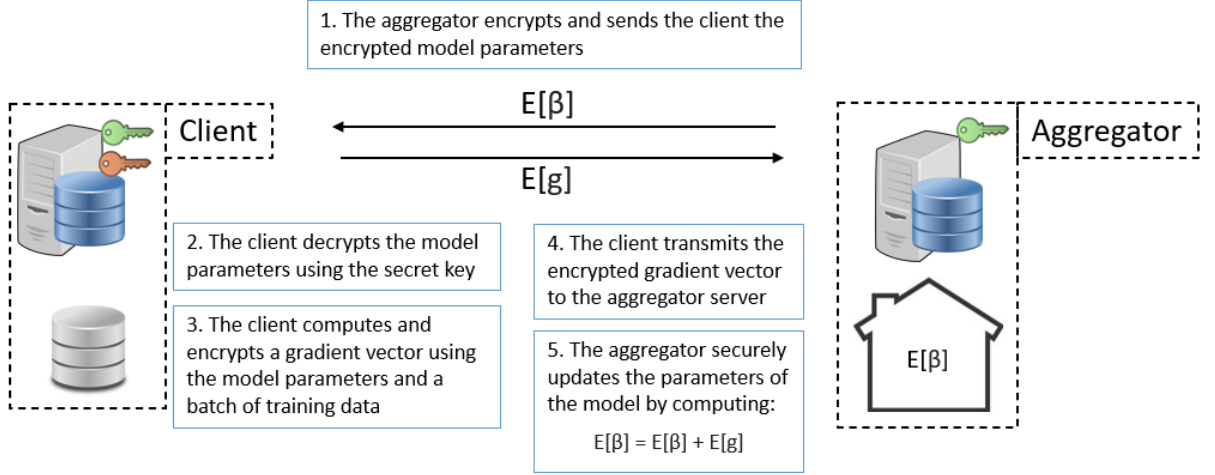 1. The aggregator encrypts and sends the client the
encrypted model parameters
E[β]
Client
Aggregator
E[g]
2. The client decrypts the model
parameters using the secret key
3. The client computes and
encrypts a gradient vector using
the model parameters and a
batch of training data
4. The client transmits the
encrypted gradient vector
to the aggregator server
5. The aggregator securely
updates the parameters of
the model by computing:
E[β] = E[β] + E[g]
E[β]